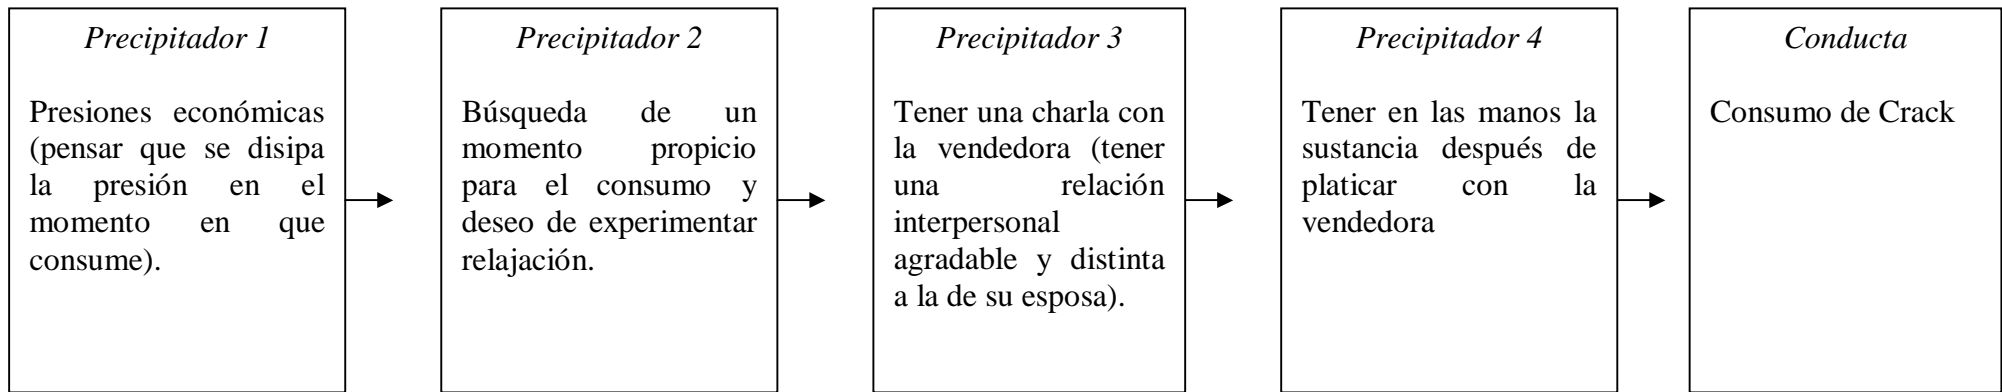 Precipitador 1
Presiones económicas
(pensar que se disipa
la presión en el
momento en que
consume).
Precipitador 2
Búsqueda de un
momento propicio
para el consumo y
deseo de experimentar
relajación.
Precipitador 3
Tener una charla con
la vendedora (tener
una relación
interpersonal
agradable y distinta
a la de su esposa).
Precipitador 4
Tener en las manos la
sustancia después de
platicar con la
vendedora
Conducta
Consumo de Crack